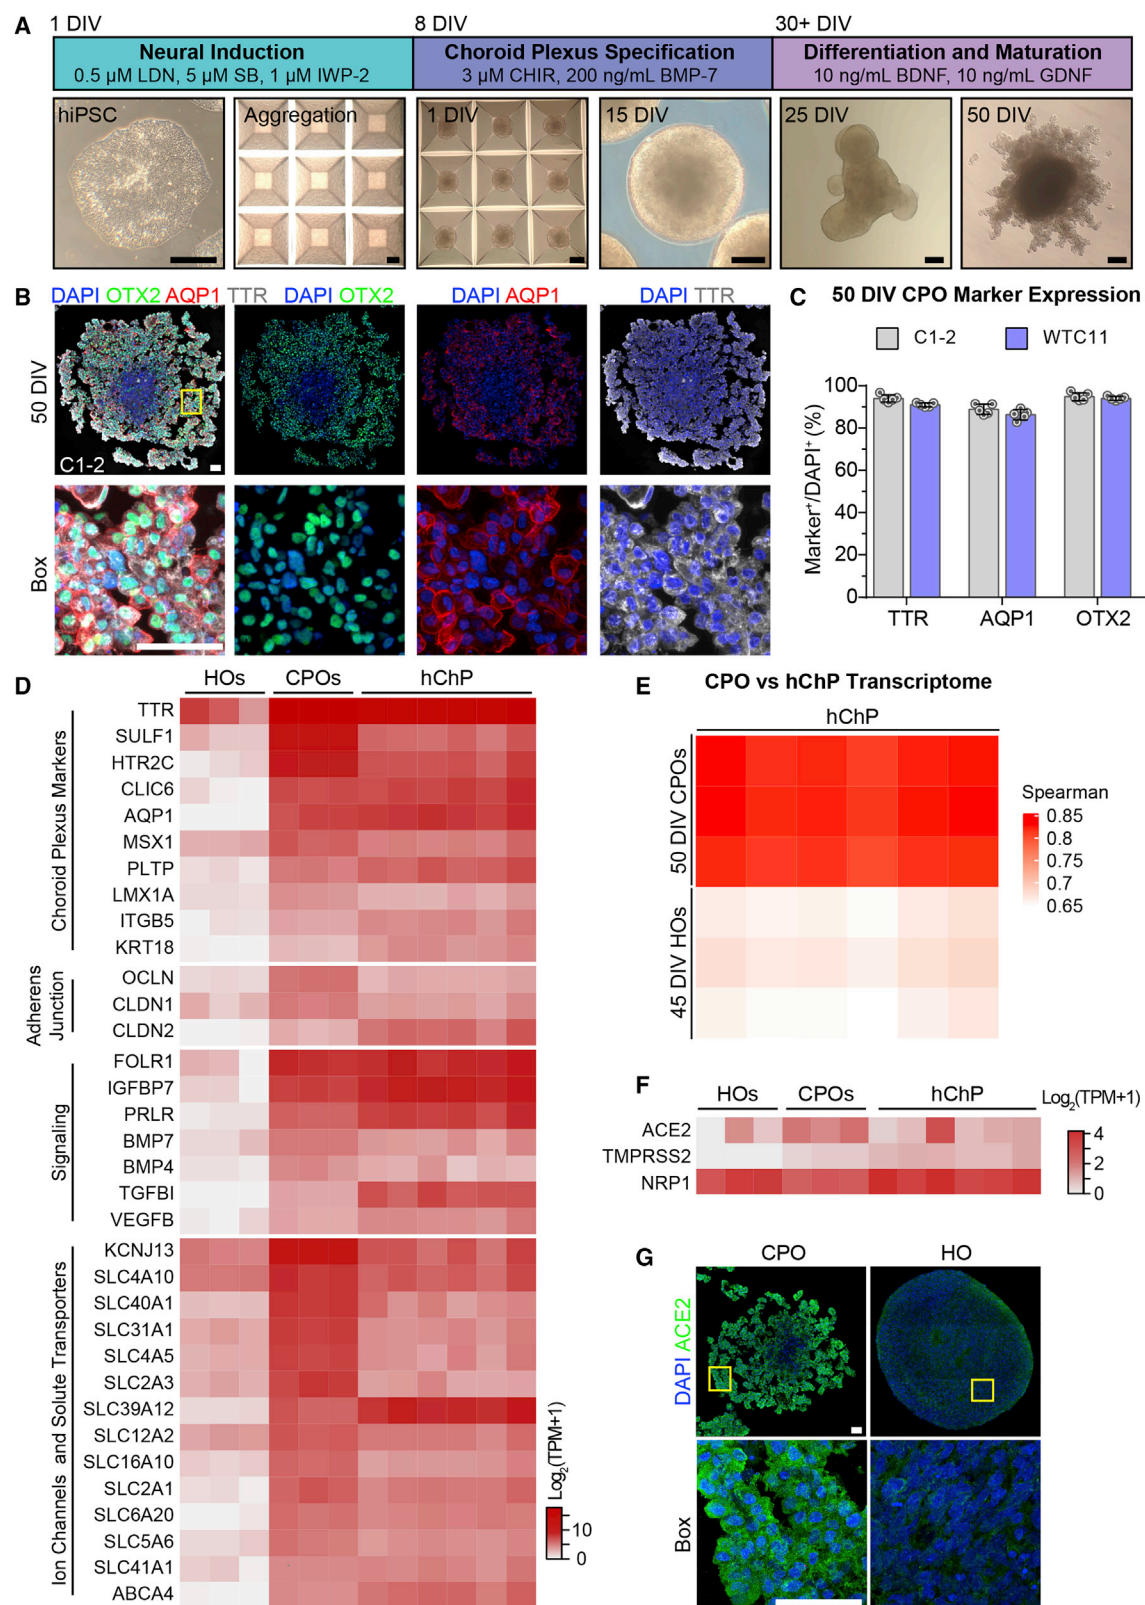 A
1 DIV
8 DIV
30+ DIV
Neural Induction
0.5 µM LDN, 5 µM SB, 1 µM IWP-2
Choroid Plexus Specification
3 µM CHIR, 200 ng/mL BMP-7
Differentiation and Maturation
10 ng/mL BDNF, 10 ng/mL GDNF
hiPSC
Aggregation
1 DIV
15 DIV
25 DIV
50 DIV
B
DAPI OTX2 AQP1 TTR
DAPI OTX2
DAPI AQP1
DAPI TTR
50 DIV
C1-2
Box
C
50 DIV CPO Marker Expression
C1-2
WTC11
Marker⁺/DAPI⁺ (%)
100
80
60
40
20
0
TTR
AQP1
OTX2
D
HOs
CPOs
hChP
Choroid Plexus Markers
TTR
SULF1
HTR2C
CLIC6
AQP1
MSX1
PLTP
LMX1A
ITGB5
KRT18
Adherens
Junction
OCLN
CLDN1
CLDN2
Signaling
FOLR1
IGFBP7
PRLR
BMP7
BMP4
TGFBI
VEGFB
Ion Channels and Solute Transporters
KCNJ13
SLC4A10
SLC40A1
SLC31A1
SLC4A5
SLC2A3
SLC39A12
SLC12A2
SLC16A10
SLC2A1
SLC6A20
SLC5A6
SLC41A1
ABCA4
Log₂(TPM+1)
10
0
E
CPO vs hChP Transcriptome
hChP
50 DIV CPOs
45 DIV HOs
Spearman
0.85
0.8
0.75
0.7
0.65
F
HOs
CPOs
hChP
Log₂(TPM+1)
ACE2
TMPRSS2
NRP1
4
2
0
G
CPO
HO
DAPI ACE2
Box